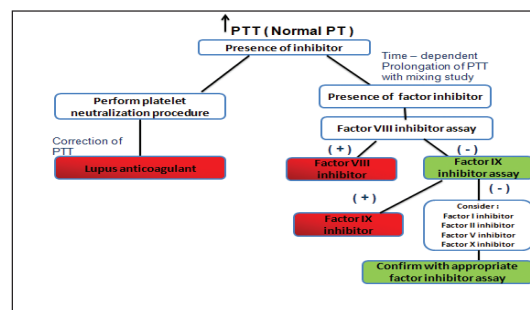 ↑ PTT ( Normal PT )
Presence of inhibitor
Time – dependent
Prolongation of PTT
with mixing study
Perform platelet
neutralization procedure
Presence of factor inhibitor
Factor VIII inhibitor assay
Correction of
PTT
( + )
( - )
Lupus anticoagulant
Factor VIII
inhibitor
Factor IX
inhibitor assay
( + )
( - )
Factor IX
inhibitor
Consider :
Factor I inhibitor
Factor II inhibitor
Factor V inhibitor
Factor X inhibitor
Confirm with appropriate
factor inhibitor assay